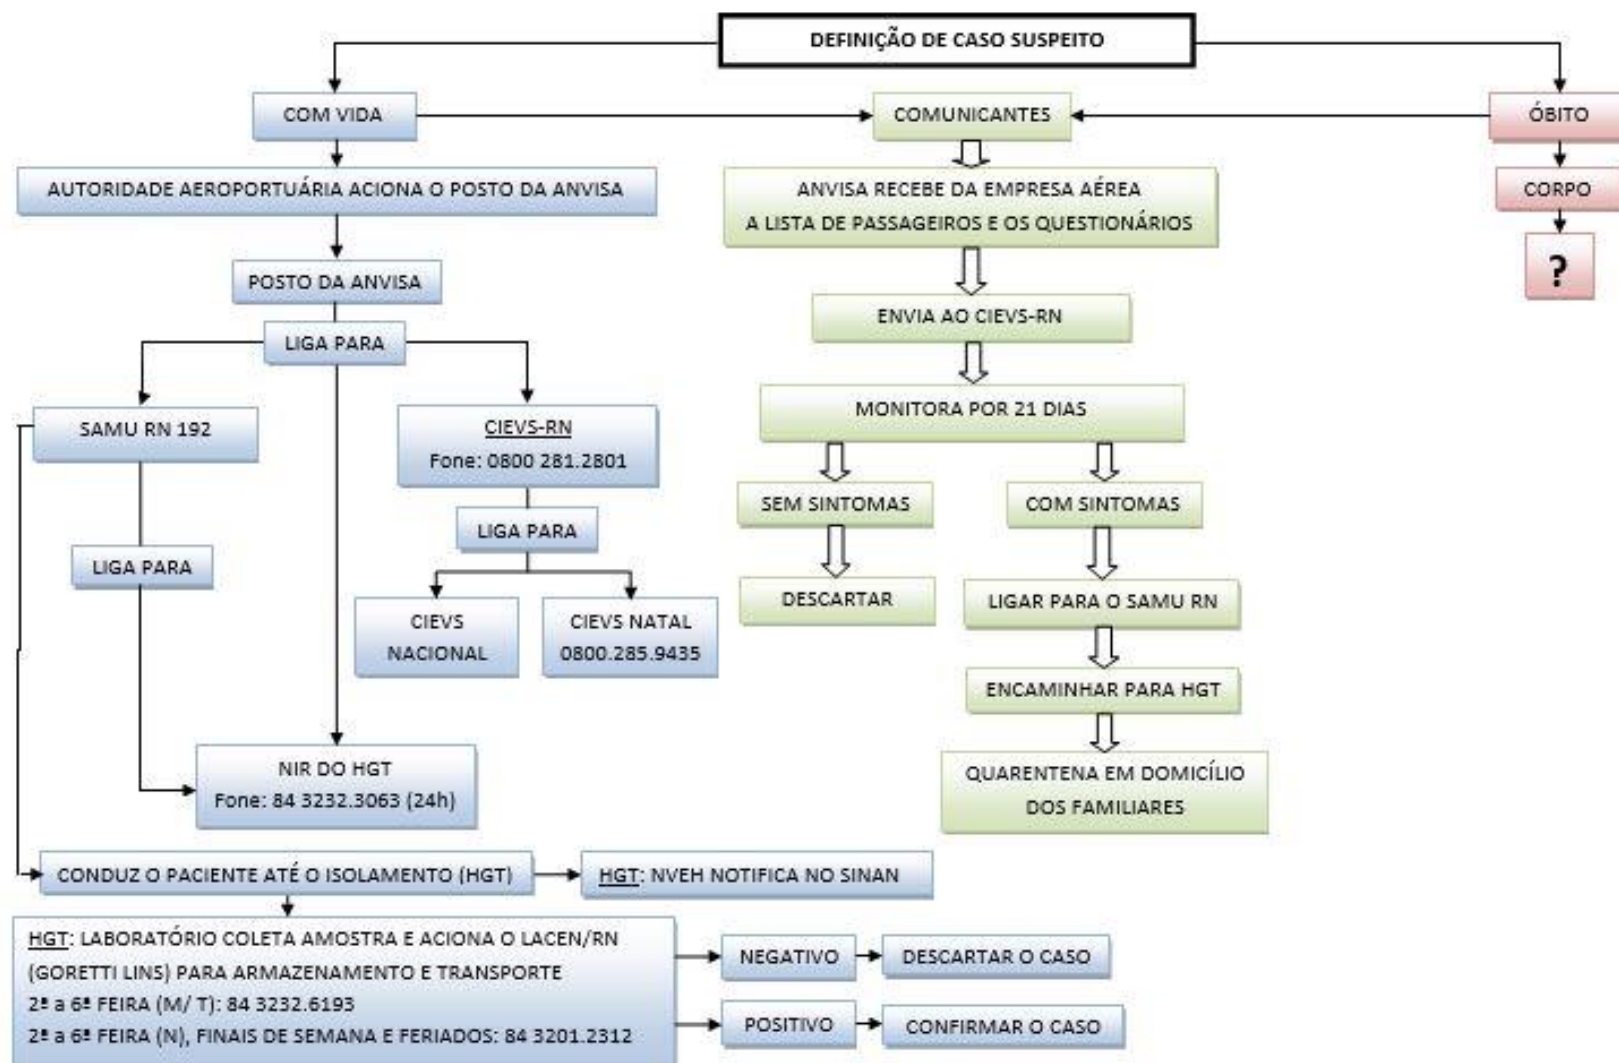 DEFINIÇÃO DE CASO SUSPEITO
COM VIDA
COMUNICANTES
ÓBITO
AUTORIDADE AEROPORTUÁRIA ACIONA O POSTO DA ANVISA
ANVISA RECEBE DA EMPRESA AÉREA
A LISTA DE PASSAGEIROS E OS QUESTIONÁRIOS
CORPO
?
POSTO DA ANVISA
LIGA PARA
ENVIA AO CIEVS-RN
MONITORA POR 21 DIAS
SAMU RN 192
CIEVS-RN
Fone: 0800 281.2801
SEM SINTOMAS
COM SINTOMAS
LIGA PARA
LIGA PARA
DESCARTAR
LIGAR PARA O SAMU RN
CIEVS
NACIONAL
CIEVS NATAL
0800.285.9435
ENCAMINHAR PARA HGT
NIR DO HGT
Fone: 84 3232.3063 (24h)
QUARENTENA EM DOMICÍLIO
DOS FAMILIARES
CONDUZ O PACIENTE ATÉ O ISOLAMENTO (HGT)
HGT: NVEH NOTIFICA NO SINAN
HGT: LABORATÓRIO COLETA AMOSTRA E ACIONA O LACEN/RN
(GORETTI LINS) PARA ARMAZENAMENTO E TRANSPORTE
2ª a 6ª FEIRA (M/ T): 84 3232.6193
2ª a 6ª FEIRA (N), FINAIS DE SEMANA E FERIADOS: 84 3201.2312
NEGATIVO
DESCARTAR O CASO
POSITIVO
CONFIRMAR O CASO